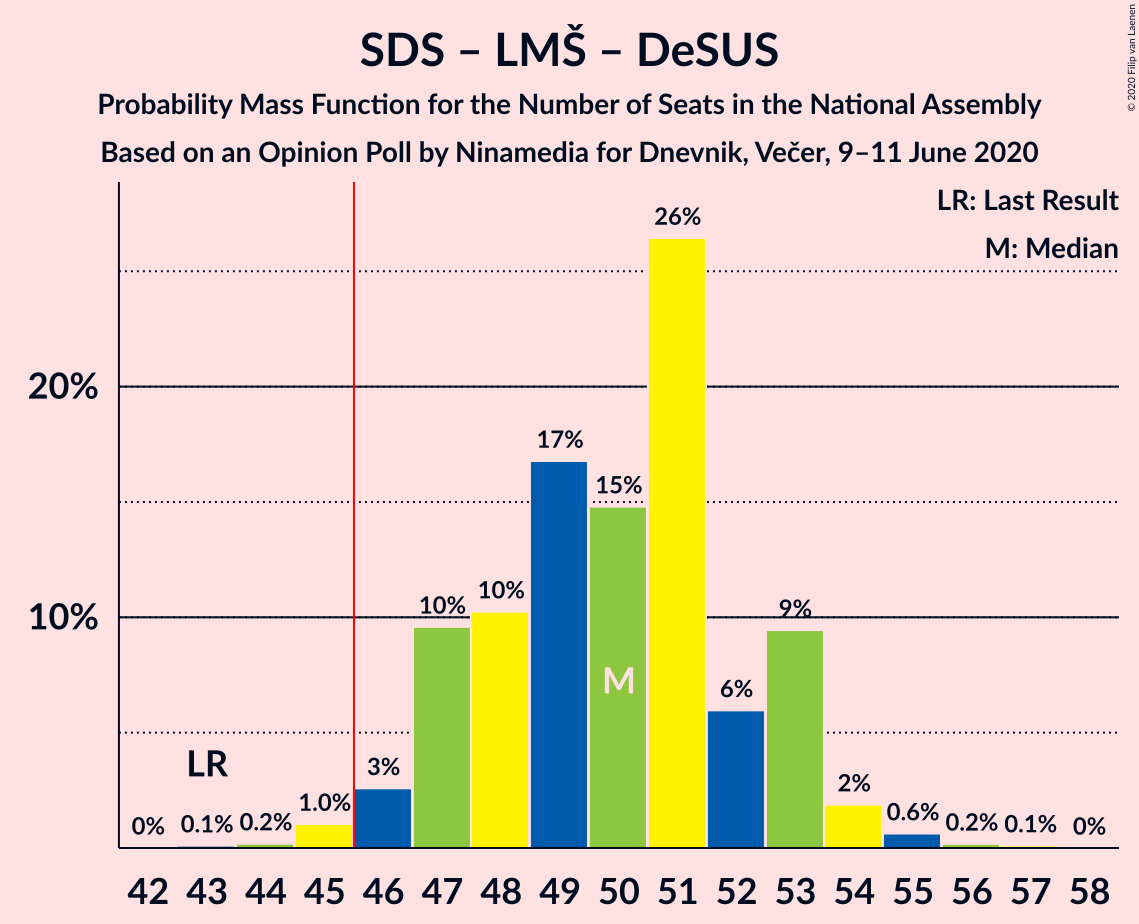 SDS – LMŠ – DeSUS
Probability Mass Function for the Number of Seats in the National Assembly
Based on an Opinion Poll by Ninamedia for Dnevnik, Večer, 9–11 June 2020
© 2020 Filip van Laenen
LR: Last Result
M: Median
20%
10%
0%
0.1%
0.2%
1.0%
3%
10%
10%
17%
15%
26%
6%
9%
2%
0.6%
0.2%
0.1%
0%
LR
M
42 43 44 45 46 47 48 49 50 51 52 53 54 55 56 57 58